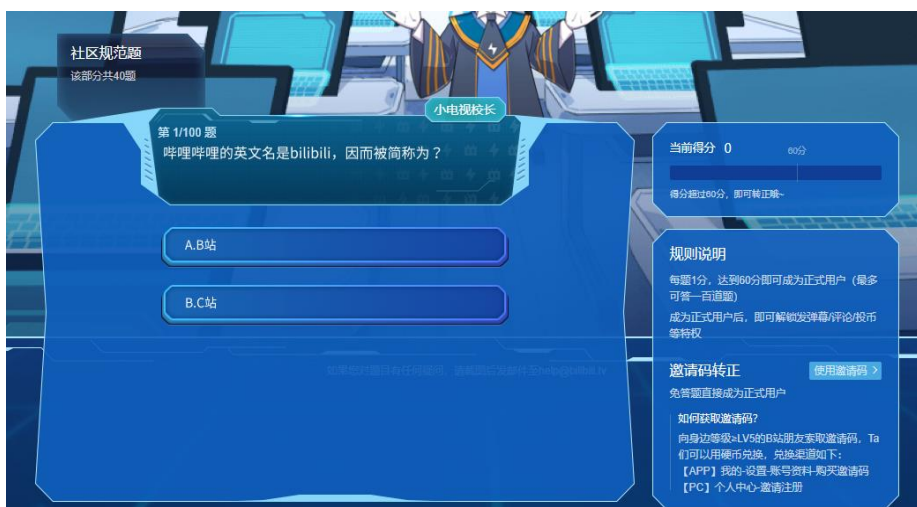 社区规范题
该部分共40题
小电视校长
第 1/100 题
哔哩哔哩的英文名是bilibili，因而被简称为？
A.B站
B.C站
当前得分 0
60分
得分超过60分，即可转正哦~
规则说明
每题1分，达到60分即可成为正式用户（最多
可答一百道题）
成为正式用户后，即可解锁发弹幕/评论/投币
等特权
邀请码转正
使用邀请码 >
免答题直接成为正式用户
如何获取邀请码?
向身边等级≥LV5的B站朋友索取邀请码，Ta
们可以用硬币兑换，兑换渠道如下：
【APP】我的-设置-账号资料-购买邀请码
【PC】个人中心-邀请注册